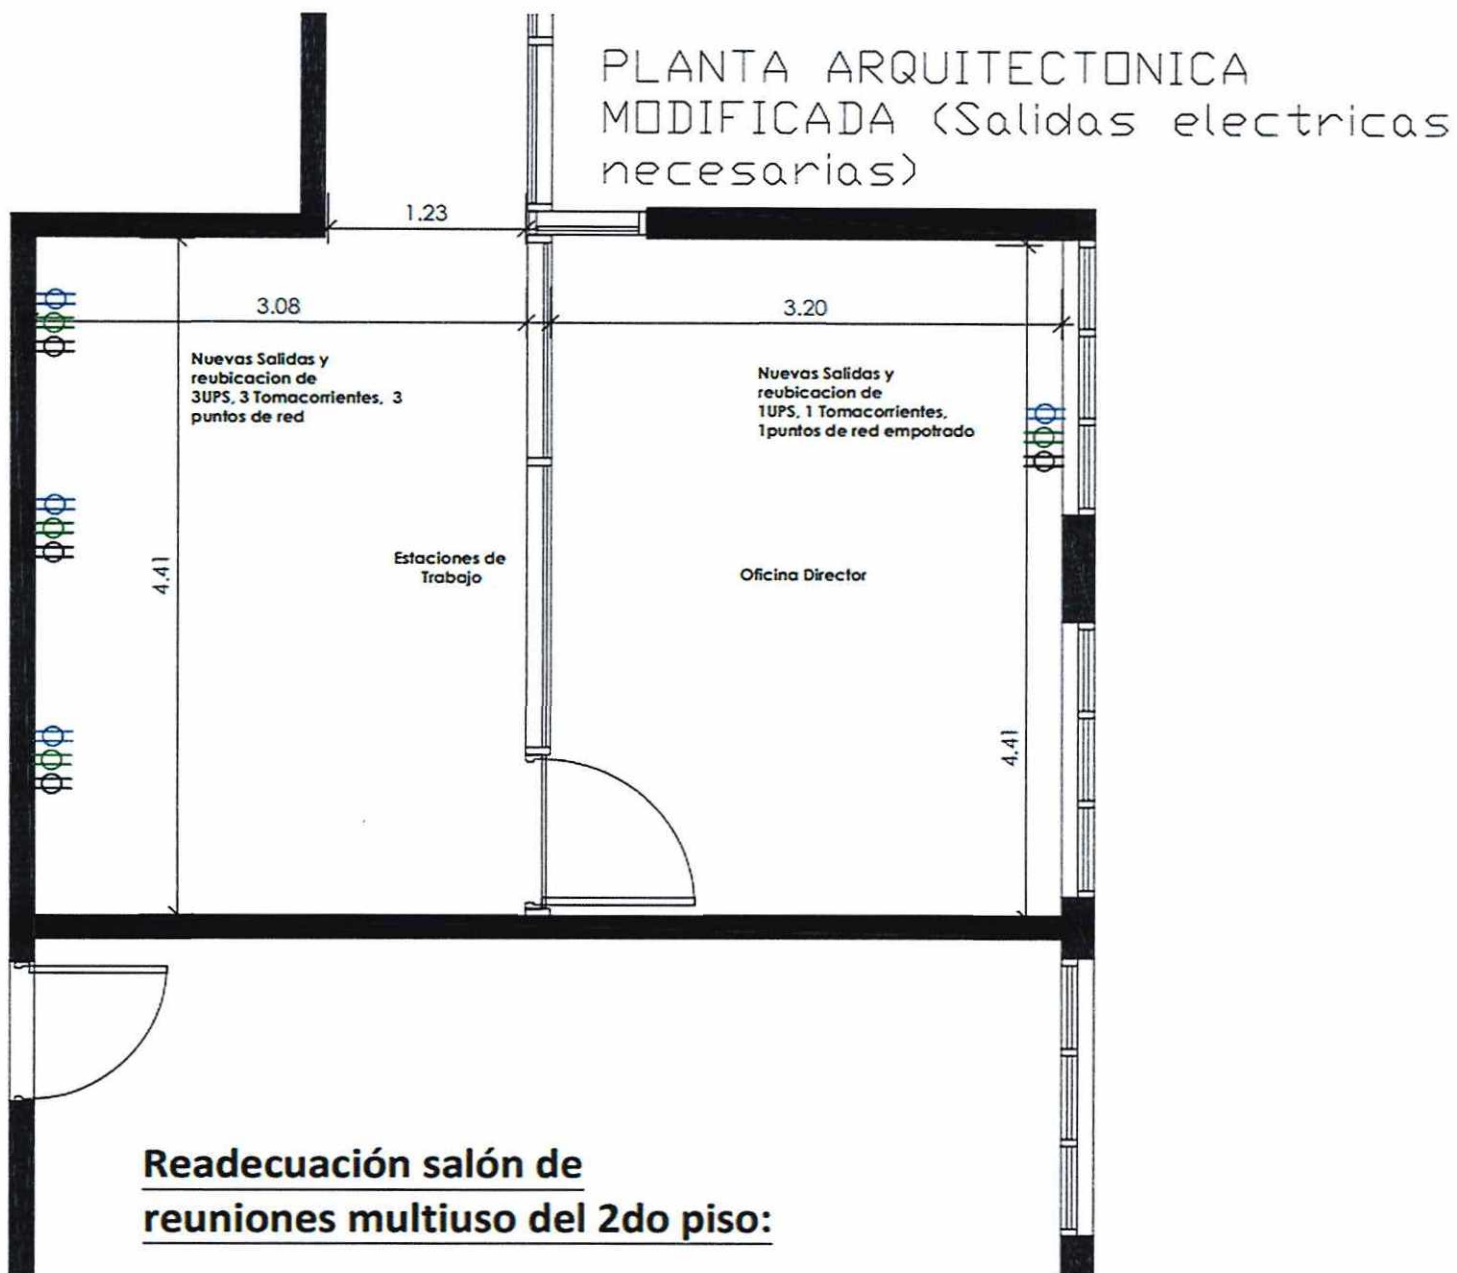 PLANTA ARQUITECTONICA
MODIFICADA (Salidas electricas
necesarias)
1.23
3.08
3.20
Nuevas Salidas y
reubicacion de
3UPS, 3 Tomacorrientes, 3
puntos de red
Nuevas Salidas y
reubicacion de
1UPS, 1 Tomacorrientes,
1puntos de red empotrado
4.41
Estaciones de
Trabajo
Oficina Director
4.41
Readecuación salón de
reuniones multiuso del 2do piso: